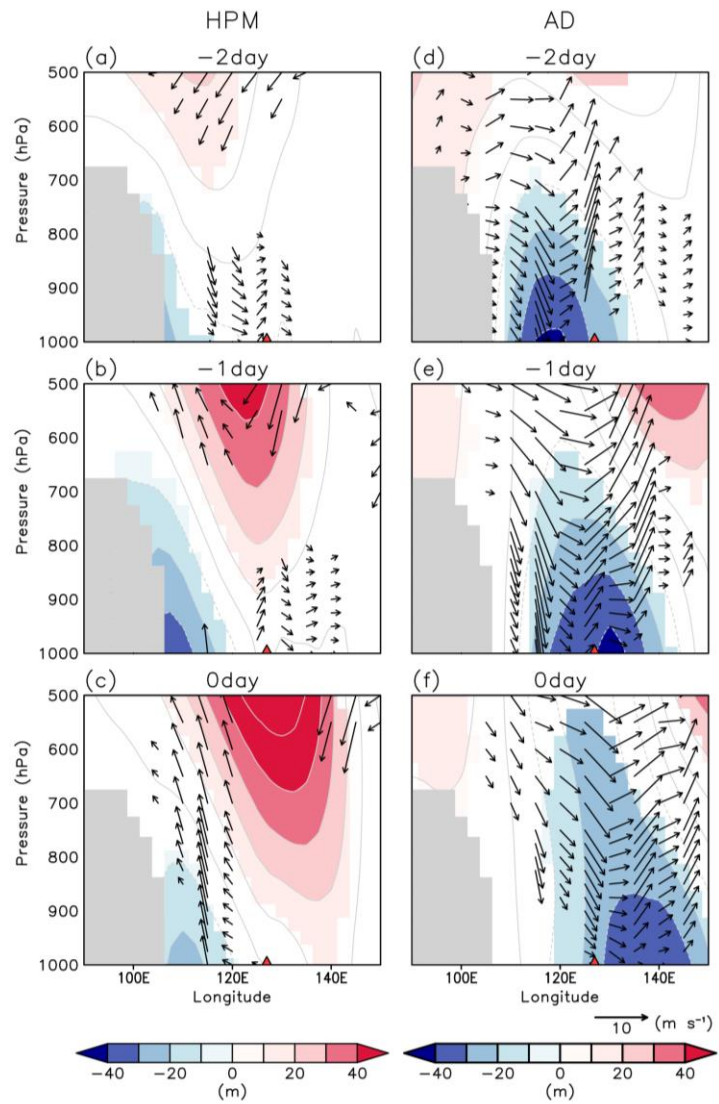 HPM AD
(a) −2day (d) −2day
500
600
700
800
900
1000
Pressure (hPa)
(b) −1day (e) −1day
500
600
700
800
900
1000
Pressure (hPa)
(c) 0day (f) 0day
500
600
700
800
900
1000
Pressure (hPa)
100E 120E 140E 100E 120E 140E
Longitude Longitude
10 (m s⁻¹)
−40 −20 0 20 40 −40 −20 0 20 40
(m) (m)